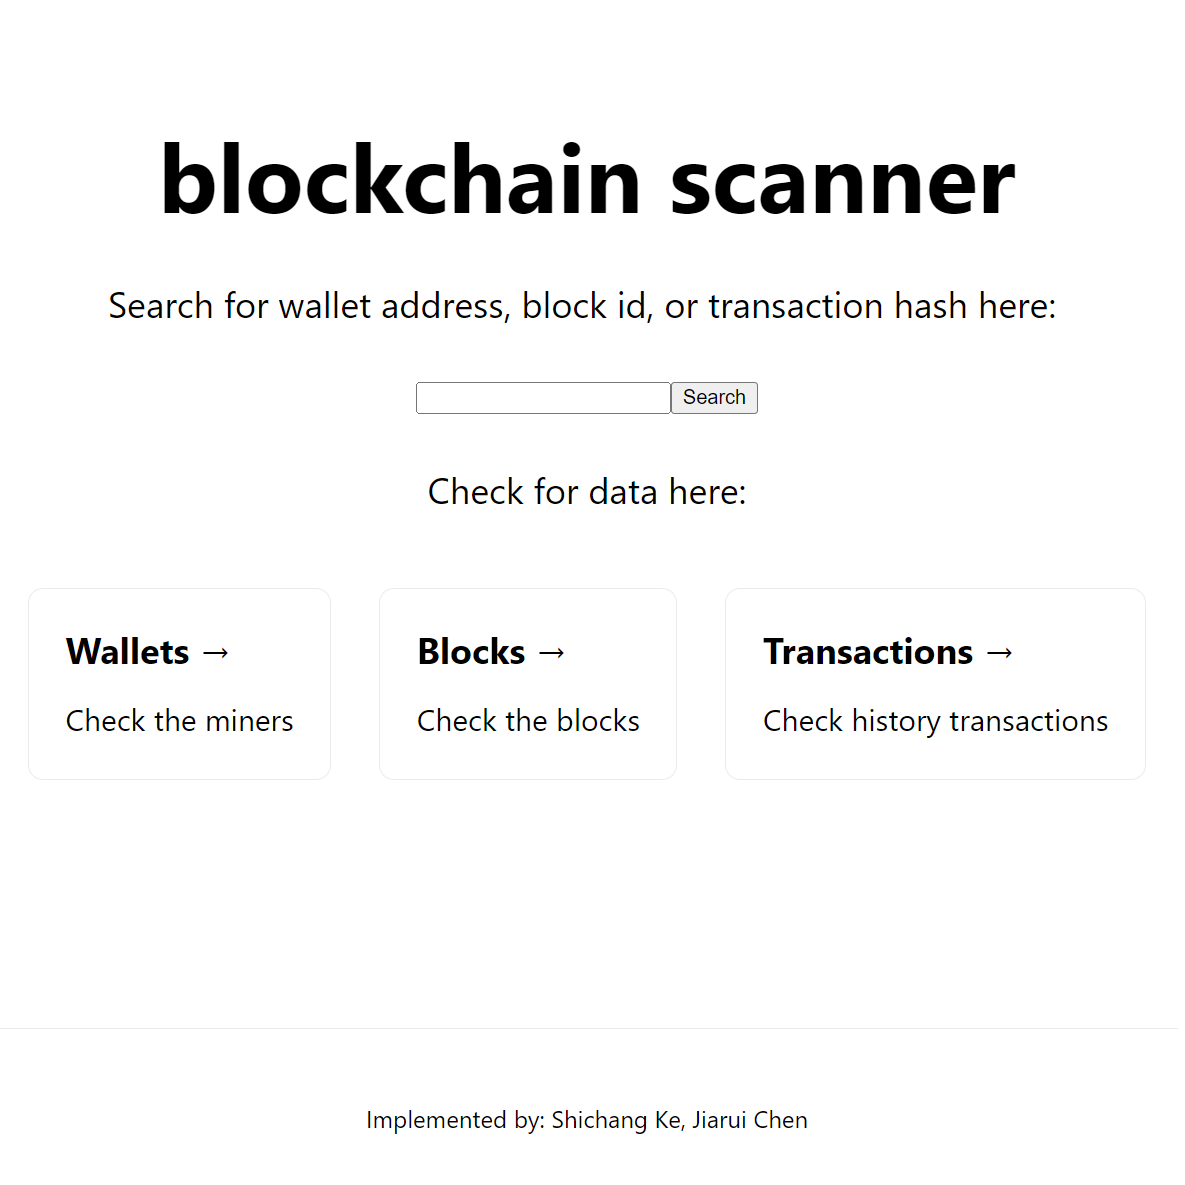 blockchain scanner
Search for wallet address, block id, or transaction hash here:
Search
Check for data here:
Wallets →
Check the miners
Blocks →
Check the blocks
Transactions →
Check history transactions
Implemented by: Shichang Ke, Jiarui Chen